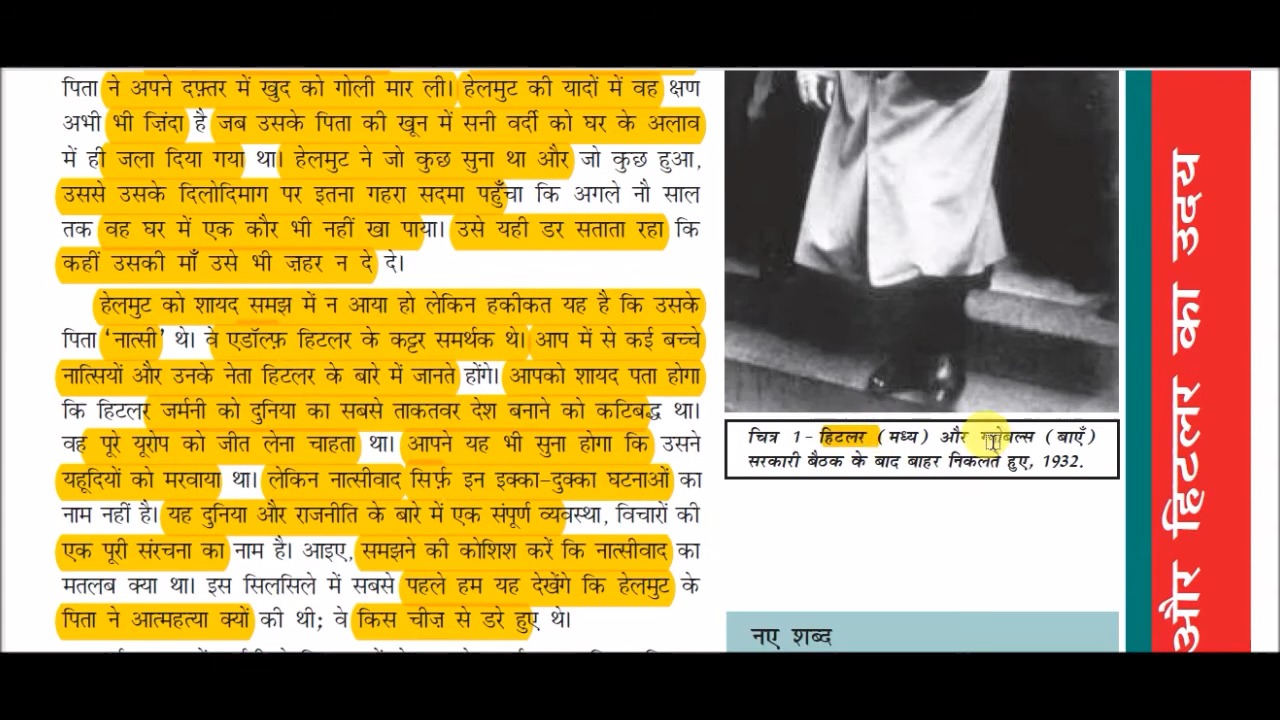 पिता ने अपने दफ़्तर में खुद को गोली मार ली। हेलमुट की यादों में वह क्षण
अभी भी ज़िंदा है जब उसके पिता की खून में सनी वर्दी को घर के अलाव
में ही जला दिया गया था। हेलमुट ने जो कुछ सुना था और जो कुछ हुआ,
उससे उसके दिलोदिमाग पर इतना गहरा सदमा पहुँचा कि अगले नौ साल
तक वह घर में एक कौर भी नहीं खा पाया। उसे यही डर सताता रहा कि
कहीं उसकी माँ उसे भी ज़हर न दे दे।
हेलमुट को शायद समझ में न आया हो लेकिन हकीकत यह है कि उसके
पिता ‘नात्सी’ थे। वे एडॉल्फ़ हिटलर के कट्टर समर्थक थे। आप में से कई बच्चे
नात्सियों और उनके नेता हिटलर के बारे में जानते होंगे। आपको शायद पता होगा
कि हिटलर जर्मनी को दुनिया का सबसे ताकतवर देश बनाने को कटिबद्ध था।
वह पूरे यूरोप को जीत लेना चाहता था। आपने यह भी सुना होगा कि उसने
यहूदियों को मरवाया था। लेकिन नात्सीवाद सिर्फ़ इन इक्का-दुक्का घटनाओं का
नाम नहीं है। यह दुनिया और राजनीति के बारे में एक संपूर्ण व्यवस्था, विचारों की
एक पूरी संरचना का नाम है। आइए, समझने की कोशिश करें कि नात्सीवाद का
मतलब क्या था। इस सिलसिले में सबसे पहले हम यह देखेंगे कि हेलमुट के
पिता ने आत्महत्या क्यों की थी; वे किस चीज़ से डरे हुए थे।
चित्र 1- हिटलर (मध्य) और (बाएँ)
सरकारी बैठक के बाद बाहर निकलते हुए, 1932.
नए शब्द
और हिटलर का उदय